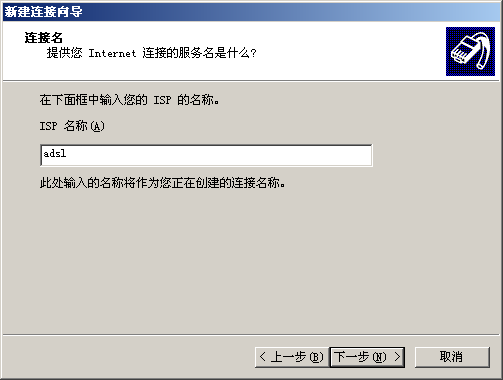 新建连接向导
连接名
提供您 Internet 连接的服务名是什么?
在下面框中输入您的 ISP 的名称。
ISP 名称(A)
adsl
此处输入的名称将作为您正在创建的连接名称。
< 上一步(B) 下一步(N) > 取消